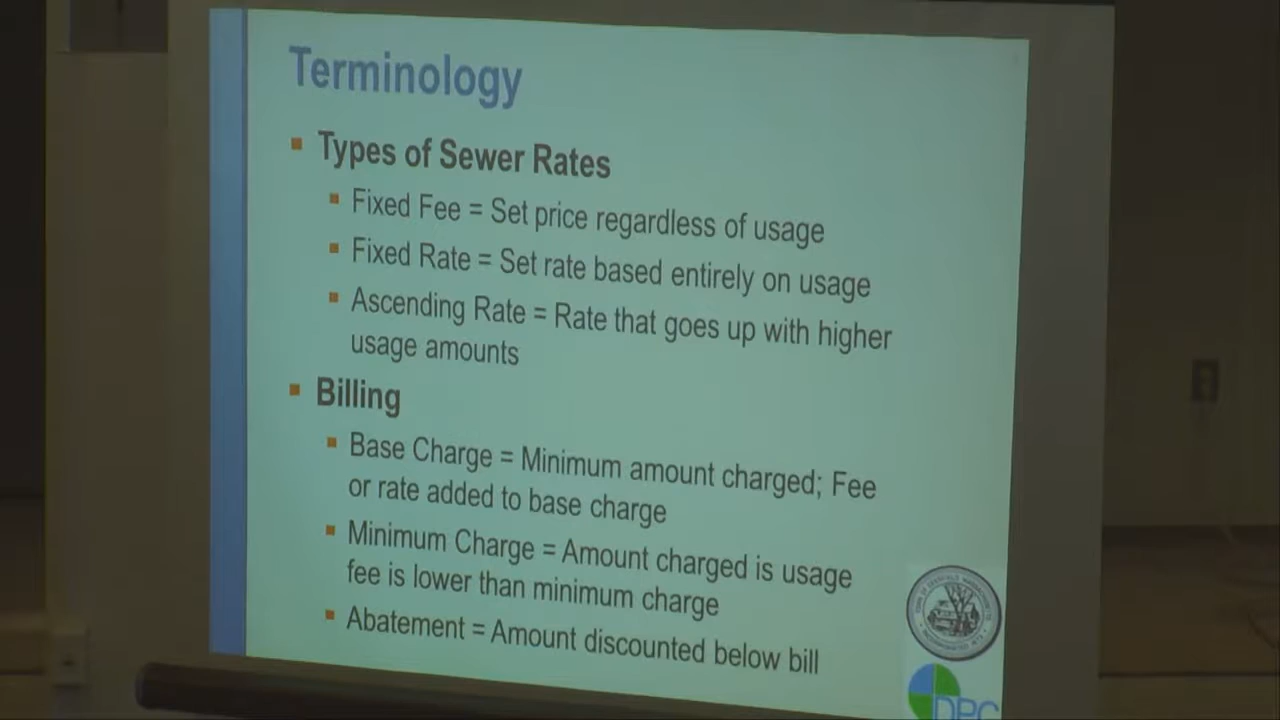 Terminology
Types of Sewer Rates
Fixed Fee = Set price regardless of usage
Fixed Rate = Set rate based entirely on usage
Ascending Rate = Rate that goes up with higher
usage amounts
Billing
Base Charge = Minimum amount charged; Fee
or rate added to base charge
Minimum Charge = Amount charged is usage
fee is lower than minimum charge
Abatement = Amount discounted below bill
DPC